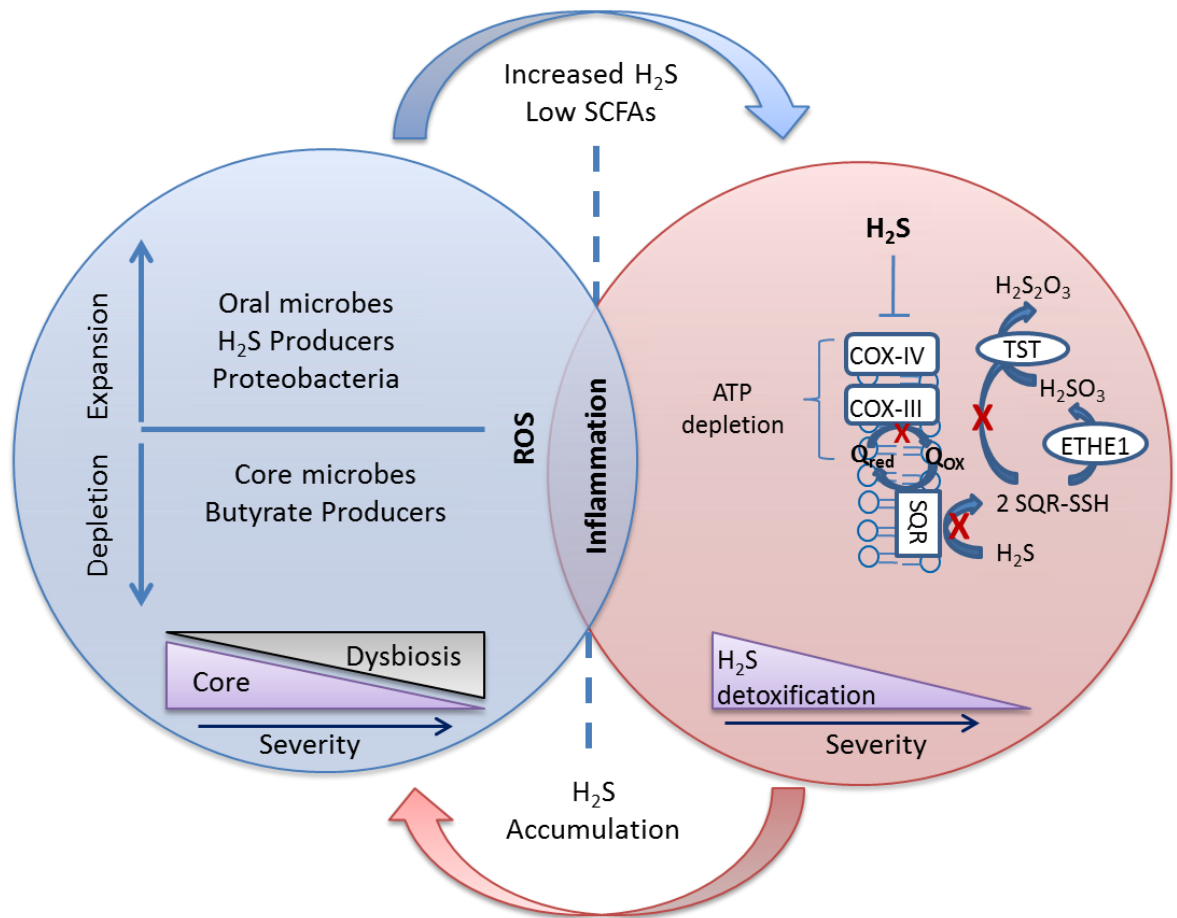 Increased H₂S
Low SCFAs
Expansion
Oral microbes
H₂S Producers
Proteobacteria
Depletion
Core microbes
Butyrate Producers
ROS
Inflammation
Dysbiosis
Core
Severity
H₂S
ATP
depletion
COX-IV
COX-III
X
Qred
QOX
SQR
X
H₂S₂O₃
TST
H₂SO₃
X
ETHE1
2 SQR-SSH
H₂S
H₂S
detoxification
Severity
H₂S
Accumulation